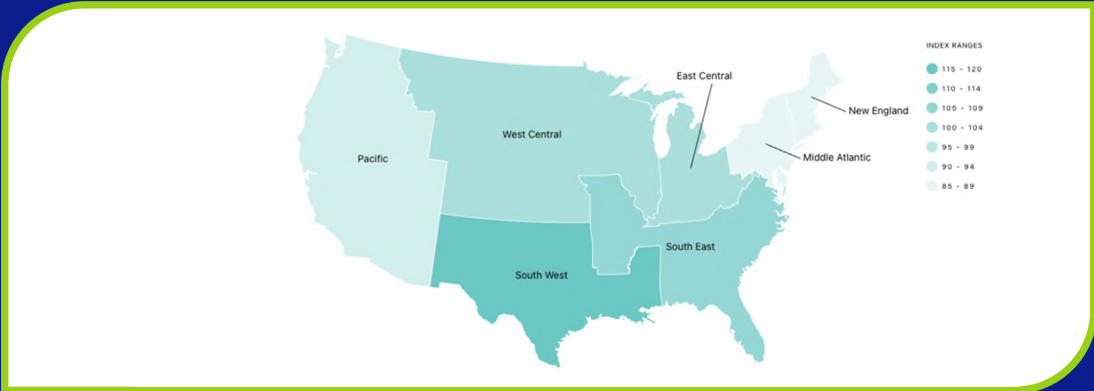 INDEX RANGES
115 - 120
110 - 114
105 - 109
100 - 104
95 - 99
90 - 94
85 - 89
East Central
New England
West Central
Pacific
Middle Atlantic
South East
South West